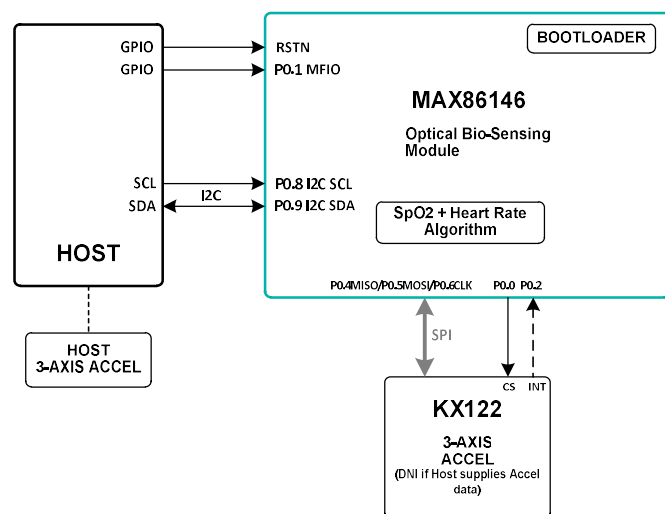 GPIO
GPIO
SCL
SDA
I2C
HOST
HOST
3-AXIS ACCEL
BOOTLOADER
RSTN
P0.1 MFIO
MAX86146
Optical Bio-Sensing
Module
P0.8 I2C SCL
P0.9 I2C SDA
SpO2 + Heart Rate
Algorithm
P0.4MISO/P0.5MOSI/P0.6CLK P0.0 P0.2
SPI
CS INT
KX122
3-AXIS
ACCEL
(DNI if Host supplies Accel
data)